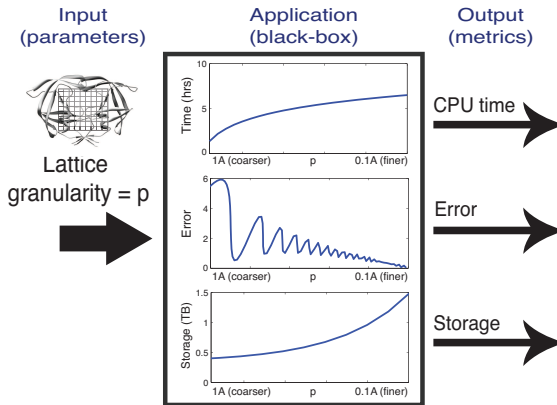 Input
(parameters)
Application
(black-box)
Output
(metrics)
Lattice
granularity = p
Time (hrs)
10
5
0
1A (coarser) p 0.1A (finer)
Error
6
4
2
0
1A (coarser) p 0.1A (finer)
Storage (TB)
1.5
1
0.5
0
1A (coarser) p 0.1A (finer)
CPU time
Error
Storage